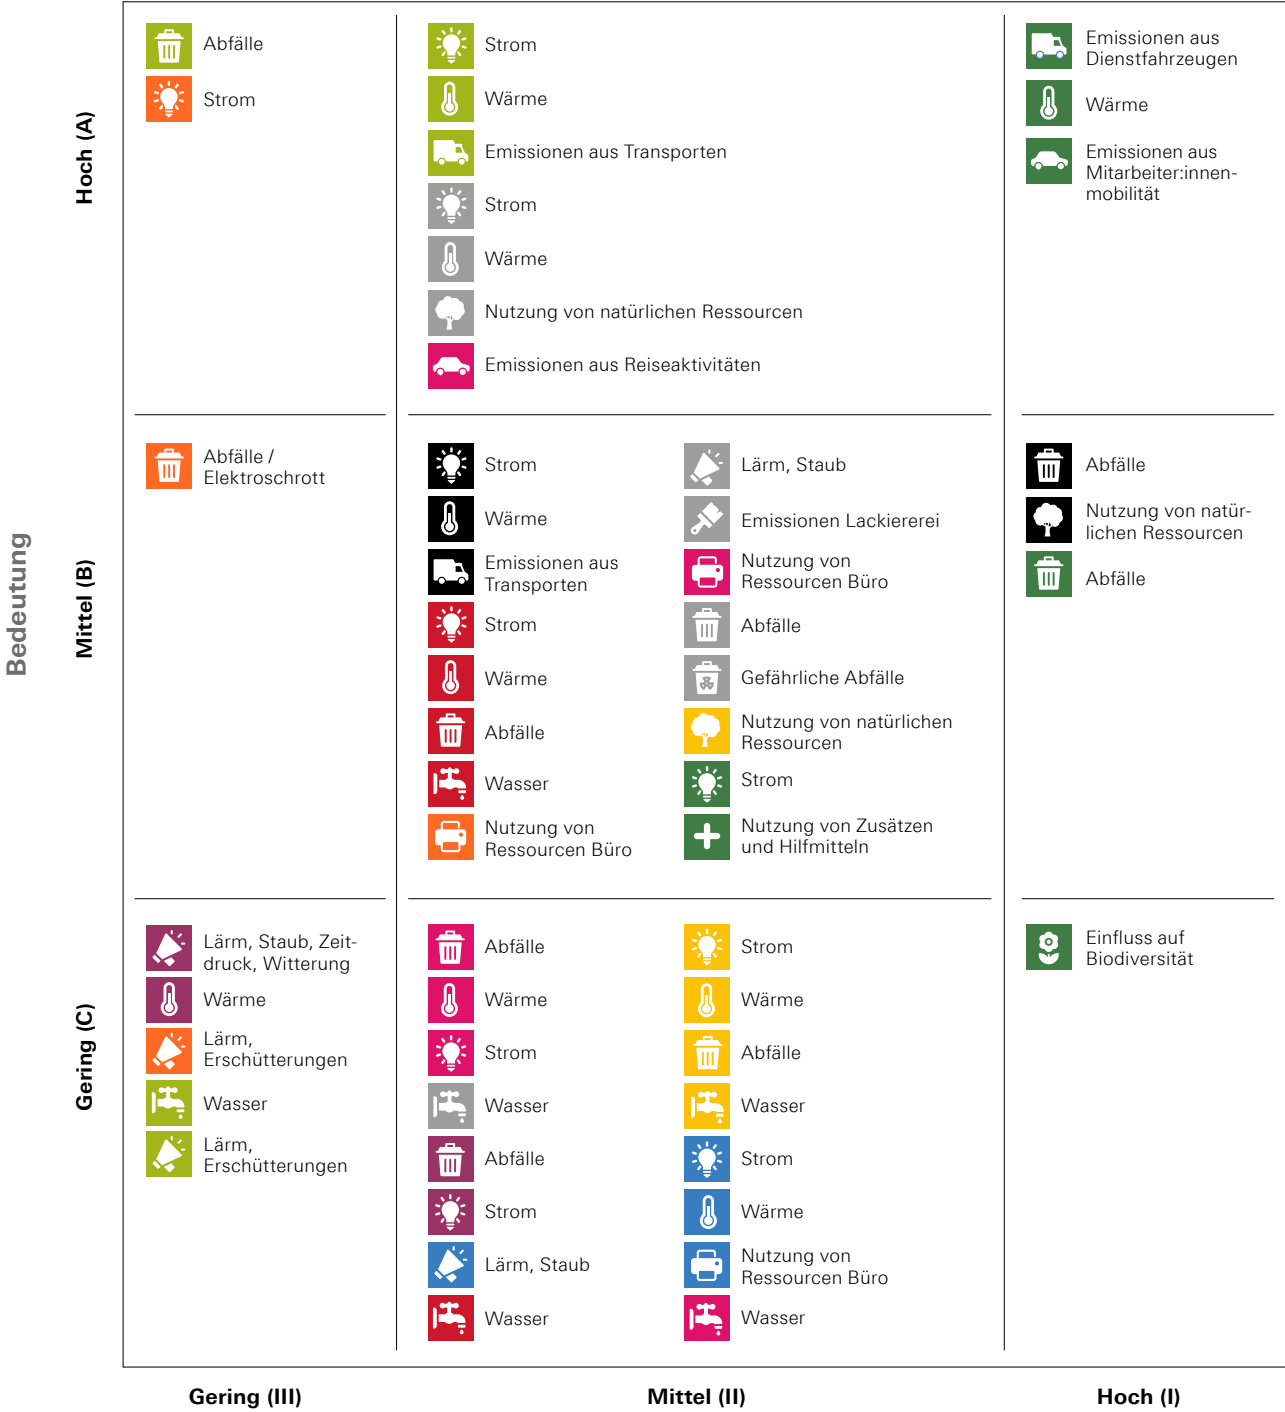 Bedeutung
Hoch (A)
Abfälle
Strom
Strom
Wärme
Emissionen aus Transporten
Strom
Wärme
Nutzung von natürlichen Ressourcen
Emissionen aus Reiseaktivitäten
Emissionen aus
Dienstfahrzeugen
Wärme
Emissionen aus
Mitarbeiter:innen-
mobilität
Mittel (B)
Abfälle /
Elektroschrott
Strom
Wärme
Emissionen aus
Transporten
Strom
Wärme
Abfälle
Wasser
Nutzung von
Ressourcen Büro
Lärm, Staub
Emissionen Lackiererei
Nutzung von
Ressourcen Büro
Abfälle
Gefährliche Abfälle
Nutzung von natürlichen
Ressourcen
Strom
Nutzung von Zusätzen
und Hilfmitteln
Abfälle
Nutzung von natür-
lichen Ressourcen
Abfälle
Gering (C)
Lärm, Staub, Zeit-
druck, Witterung
Wärme
Lärm,
Erschütterungen
Wasser
Lärm,
Erschütterungen
Abfälle
Wärme
Strom
Wasser
Abfälle
Strom
Lärm, Staub
Wasser
Strom
Wärme
Abfälle
Wasser
Strom
Wärme
Nutzung von
Ressourcen Büro
Wasser
Einfluss auf
Biodiversität
Gering (III)
Mittel (II)
Hoch (I)